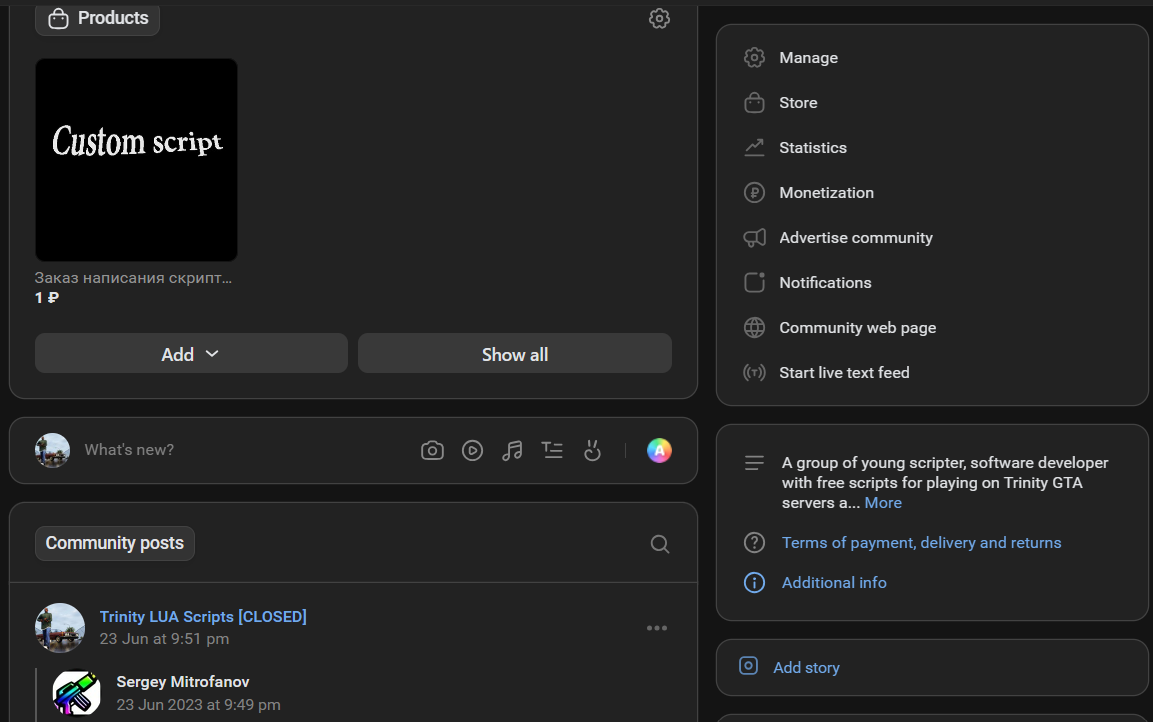 Products
Custom script
Заказ написания скрипт...
1 ₽
Add
Show all
What's new?
A
Community posts
Trinity LUA Scripts [CLOSED]
23 Jun at 9:51 pm
Sergey Mitrofanov
23 Jun 2023 at 9:49 pm
Manage
Store
Statistics
Monetization
Advertise community
Notifications
Community web page
Start live text feed
A group of young scripter, software developer
with free scripts for playing on Trinity GTA
servers a... More
Terms of payment, delivery and returns
Additional info
Add story